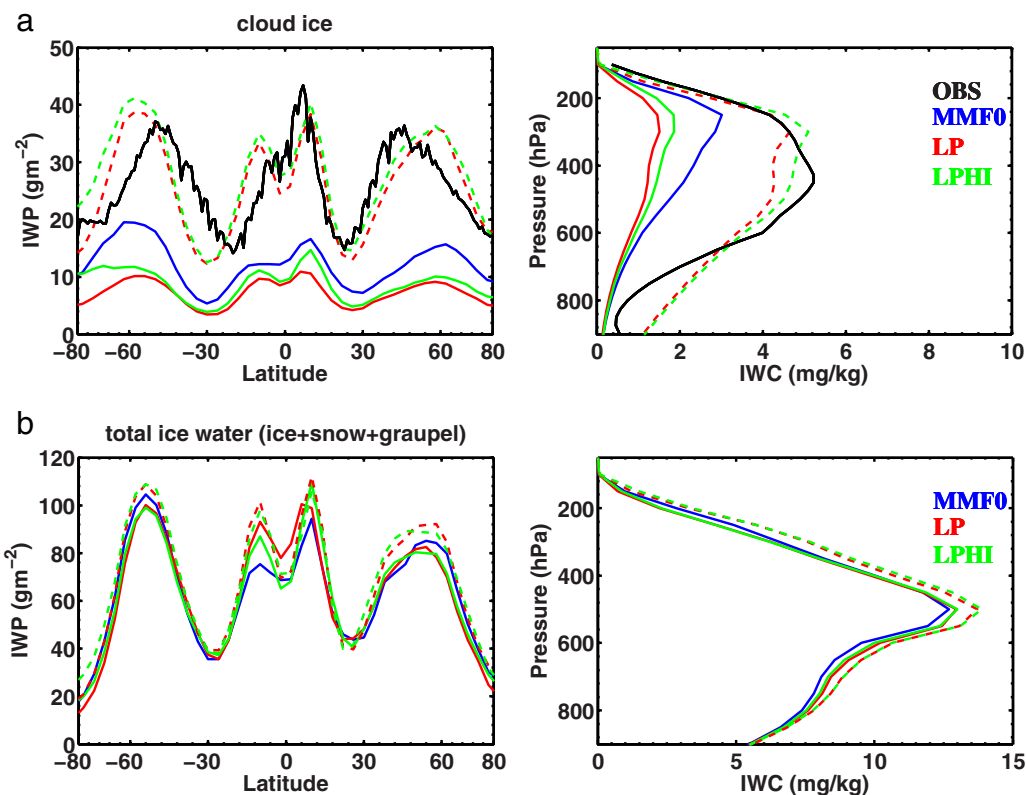 a
cloud ice
IWP (gm−2)
50
40
30
20
10
0
−80 −60 −30 0 30 60 80
Latitude
Pressure (hPa)
200
400
600
800
0 2 4 6 8 10
IWC (mg/kg)
OBS
MMF0
LP
LPHI
b
total ice water (ice+snow+graupel)
IWP (gm−2)
120
100
80
60
40
20
0
−80 −60 −30 0 30 60 80
Latitude
Pressure (hPa)
200
400
600
800
0 5 10 15
IWC (mg/kg)
MMF0
LP
LPHI